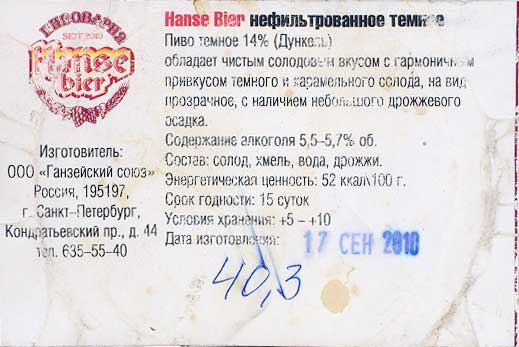 ПИВОВАРНЯ
SEIT 2010
Hanse
bier
Изготовитель:
ООО «Ганзейский союз»
Россия, 195197,
г. Санкт-Петербург,
Кондратьевский пр., д. 44
тел. 635-55-40
Hanse Bier нефильтрованное темное
Пиво темное 14% (Дункель)
обладает чистым солодовым вкусом с гармоничным
привкусом темного и карамельного солода, на вид
прозрачное, с наличием небольшого дрожжевого
осадка.
Содержание алкоголя 5,5–5,7% об.
Состав: солод, хмель, вода, дрожжи.
Энергетическая ценность: 52 ккал\100 г.
Срок годности: 15 суток
Условия хранения: +5 – +10
Дата изготовления: 17 СЕН 2010
40,3